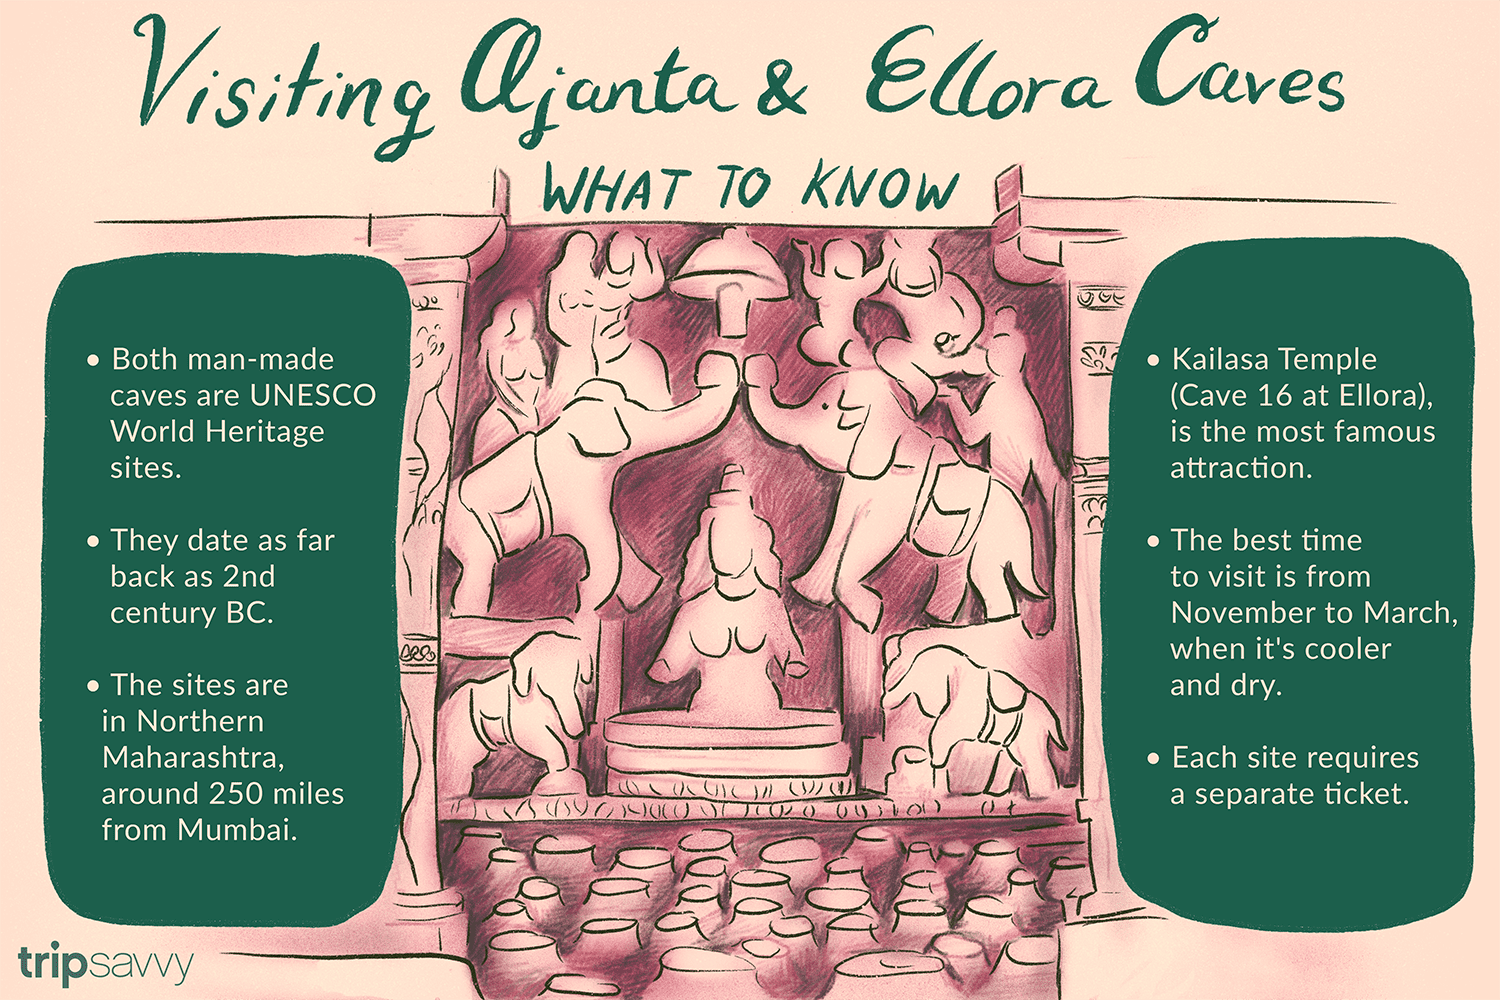 Visiting Ajanta & Ellora Caves
WHAT TO KNOW
• Both man-made
caves are UNESCO
World Heritage
sites.
• They date as far
back as 2nd
century BC.
• The sites are
in Northern
Maharashtra,
around 250 miles
from Mumbai.
• Kailasa Temple
(Cave 16 at Ellora),
is the most famous
attraction.
• The best time
to visit is from
November to March,
when it's cooler
and dry.
• Each site requires
a separate ticket.
tripsavvy